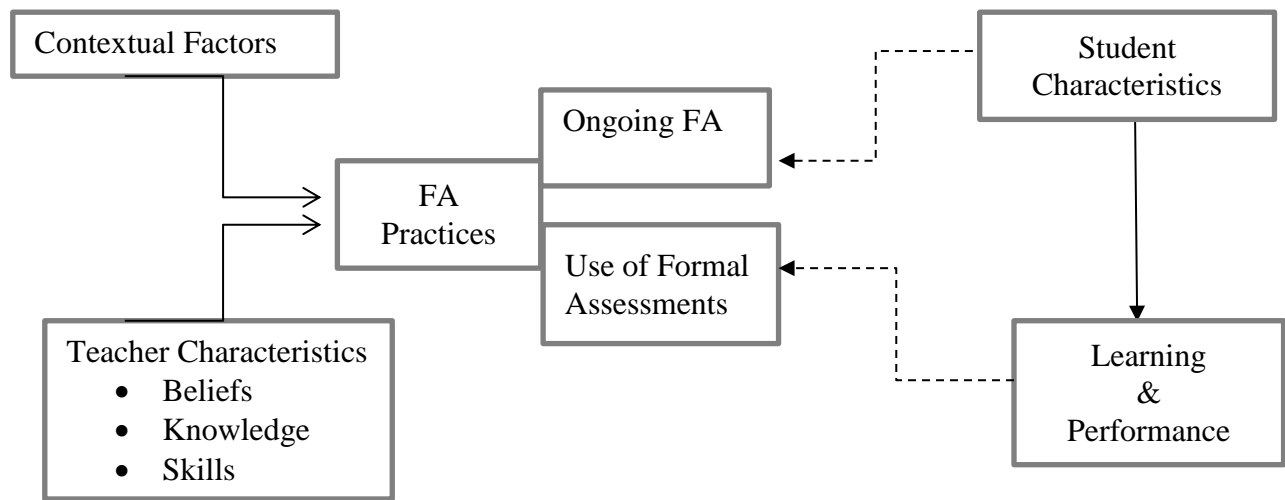 Contextual Factors
Student
Characteristics
Ongoing FA
FA
Practices
Use of Formal
Assessments
Teacher Characteristics
• Beliefs
• Knowledge
• Skills
Learning
&
Performance